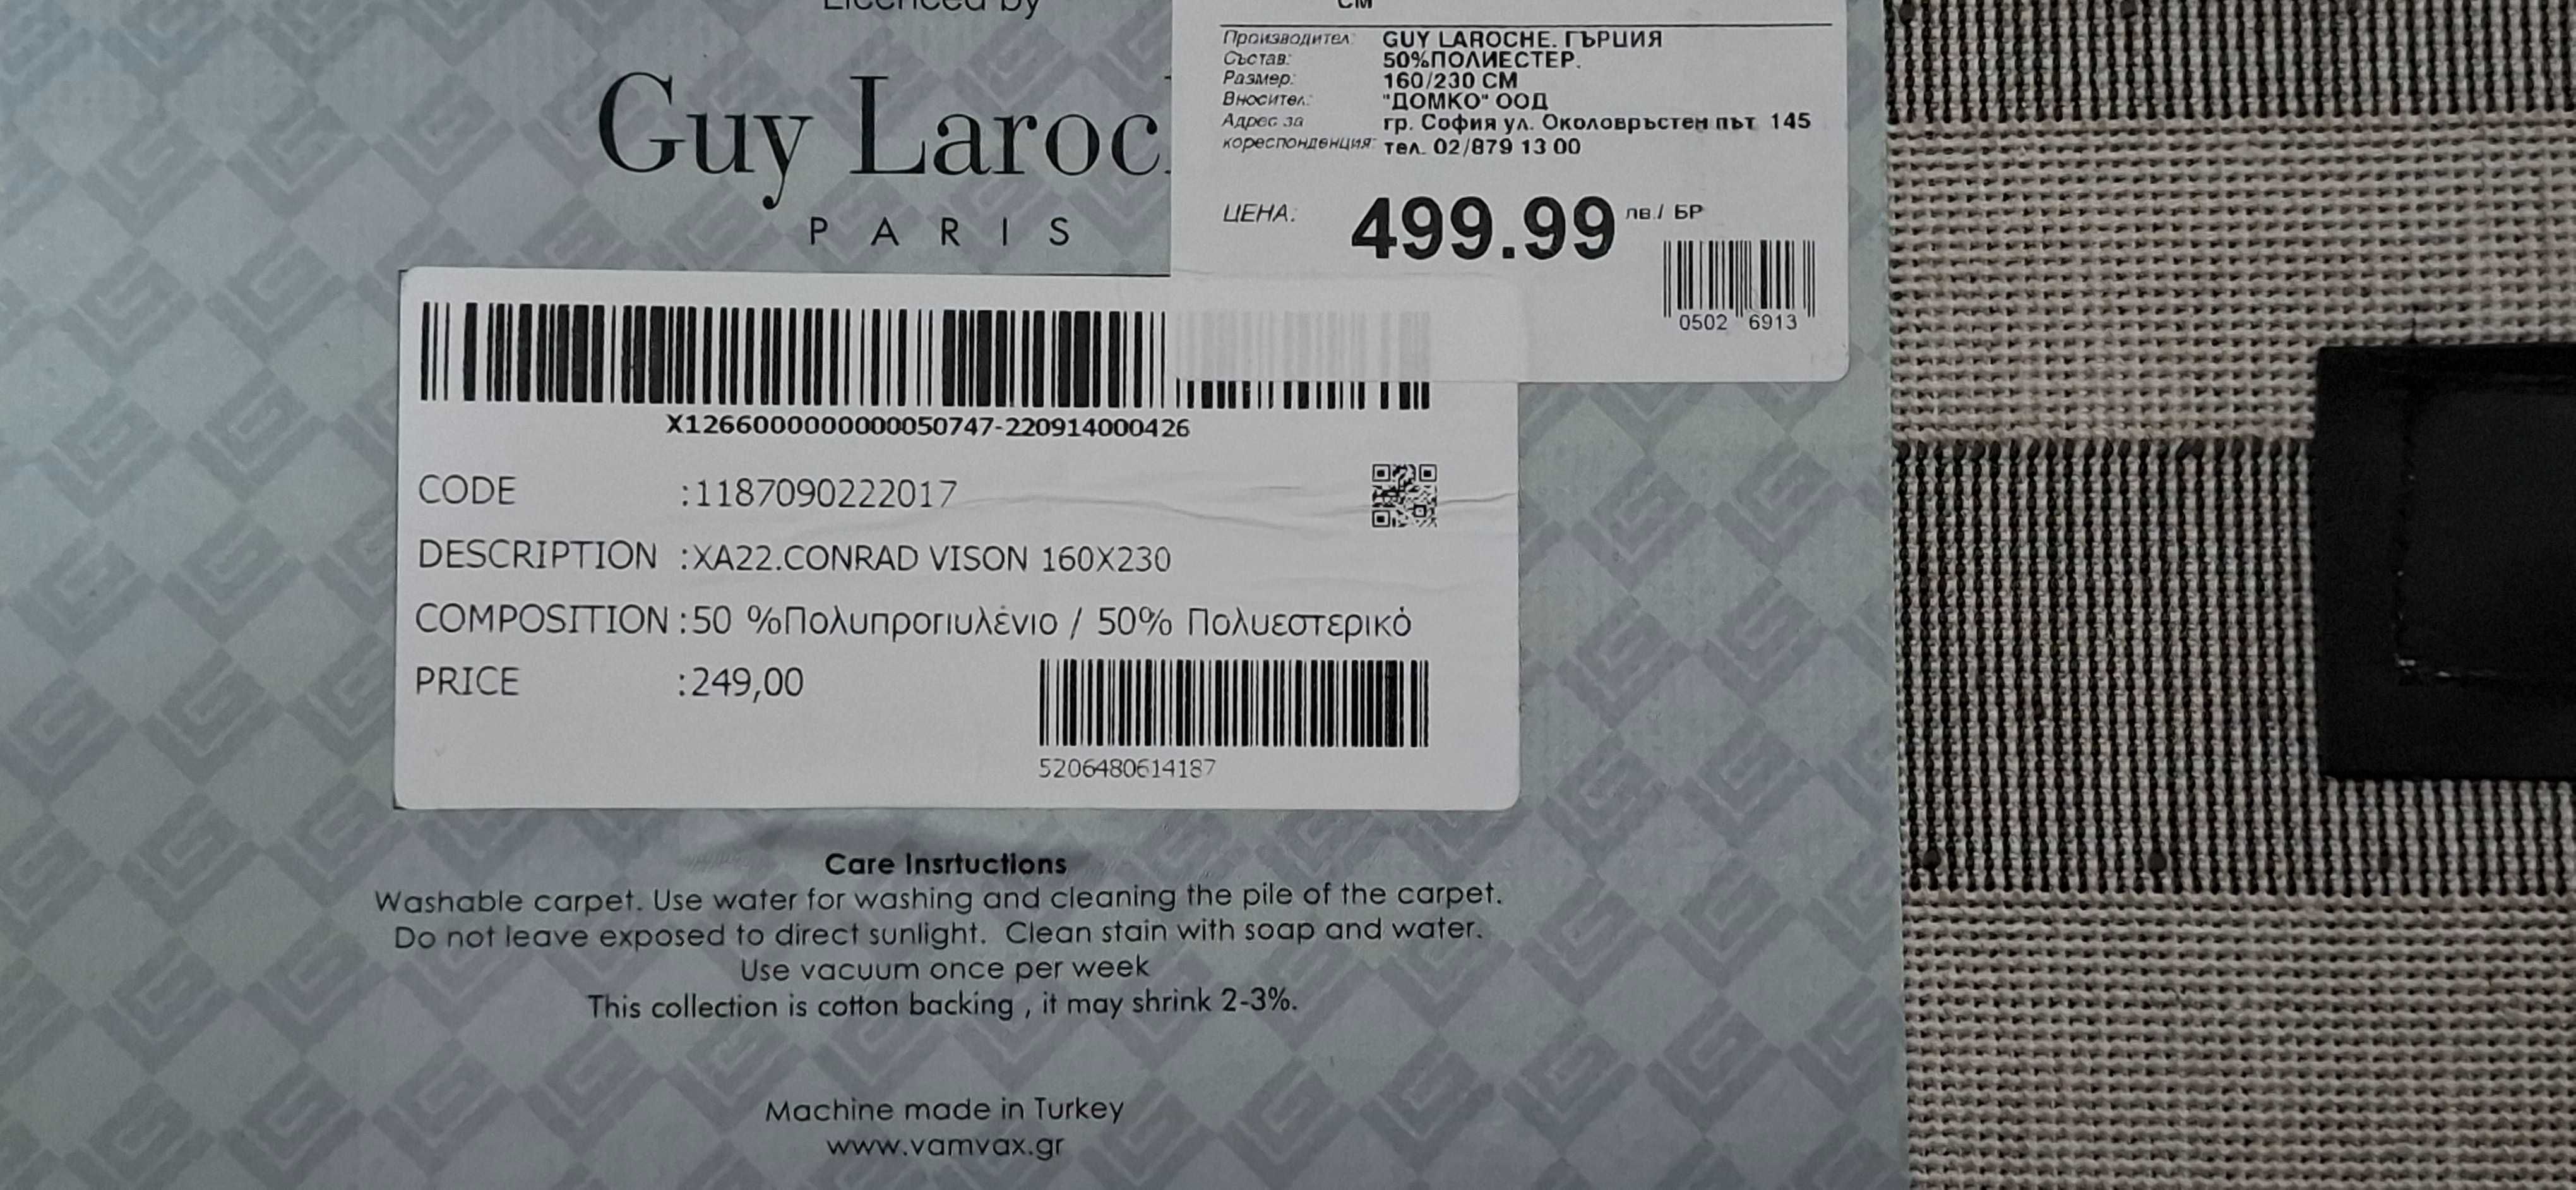 Licenced by
Guy Laroc
PARIS
СМ
Производител: GUY LAROCHE. ГЪРЦИЯ
Състав: 50%ПОЛИЕСТЕР.
Размер: 160/230 СМ
Вносител: "ДОМКО" ООД
Адрес за гр. София ул. Околовръстен път 145
кореспонденция: тел. 02/879 13 00
ЦЕНА: 499.99 лв./ БР
0502 6913
X1266000000000050747-220914000426
CODE :1187090222017
DESCRIPTION :XA22.CONRAD VISON 160X230
COMPOSITION :50 %Πολυπροπυλένιο / 50% Πολυεστερικό
PRICE :249,00
5206480614187
Care Insrtuctions
Washable carpet. Use water for washing and cleaning the pile of the carpet.
Do not leave exposed to direct sunlight. Clean stain with soap and water.
Use vacuum once per week
This collection is cotton backing , it may shrink 2-3%.
Machine made in Turkey
www.vamvax.gr